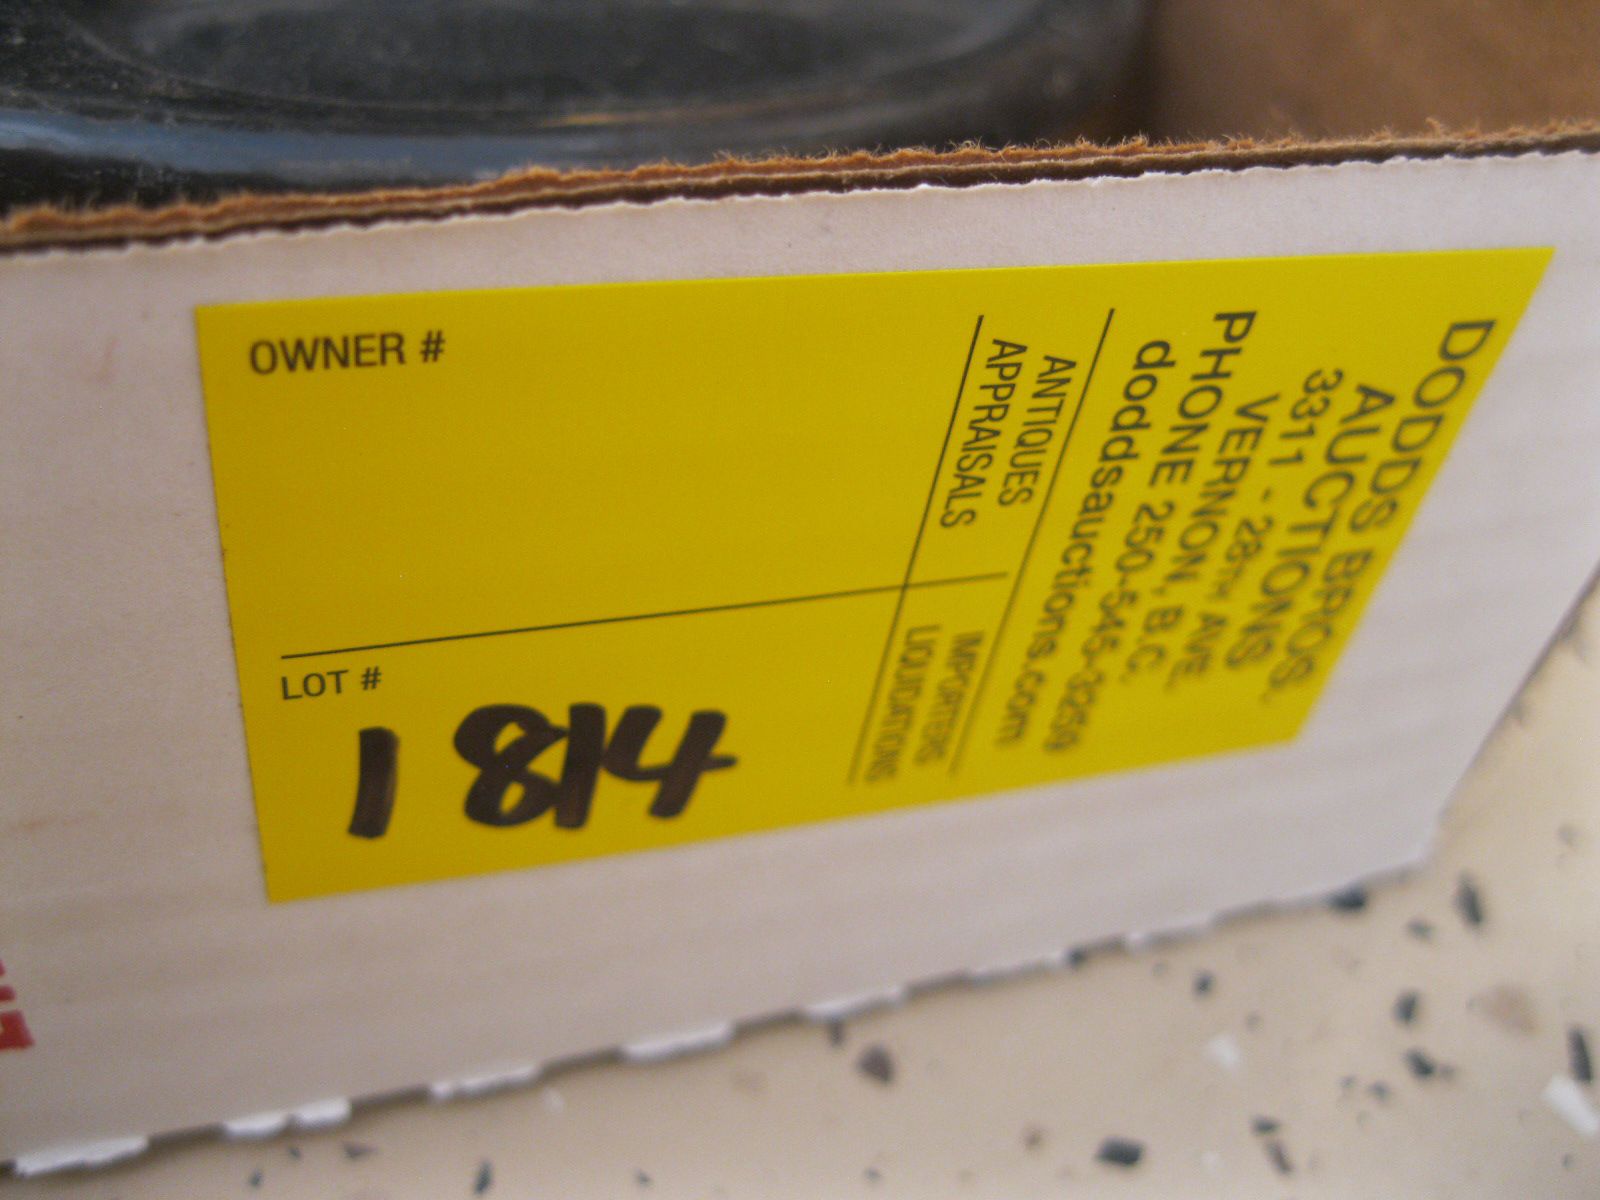 DODDS BROS.
AUCTIONS
3311 - 28TH AVE.
VERNON, B.C.
PHONE 250-545-3259
doddsauctions.com
ANTIQUES IMPORTERS
APPRAISALS LIQUIDATIONS
OWNER #
LOT #
1814